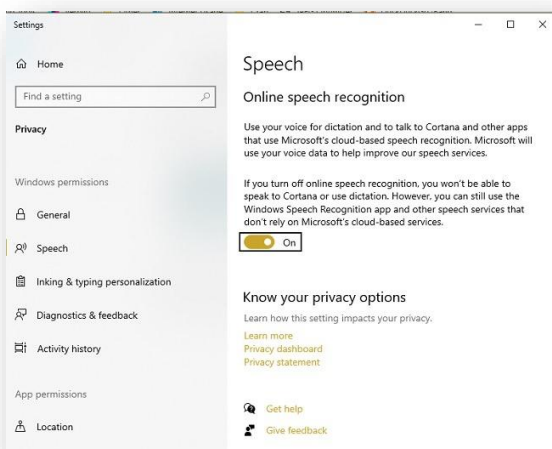 Settings
Home
Find a setting
Privacy
Windows permissions
General
Speech
Inking & typing personalization
Diagnostics & feedback
Activity history
App permissions
Location
Speech
Online speech recognition
Use your voice for dictation and to talk to Cortana and other apps
that use Microsoft's cloud-based speech recognition. Microsoft will
use your voice data to help improve our speech services.
If you turn off online speech recognition, you won't be able to
speak to Cortana or use dictation. However, you can still use the
Windows Speech Recognition app and other speech services that
don't rely on Microsoft's cloud-based services.
On
Know your privacy options
Learn how this setting impacts your privacy.
Learn more
Privacy dashboard
Privacy statement
Get help
Give feedback